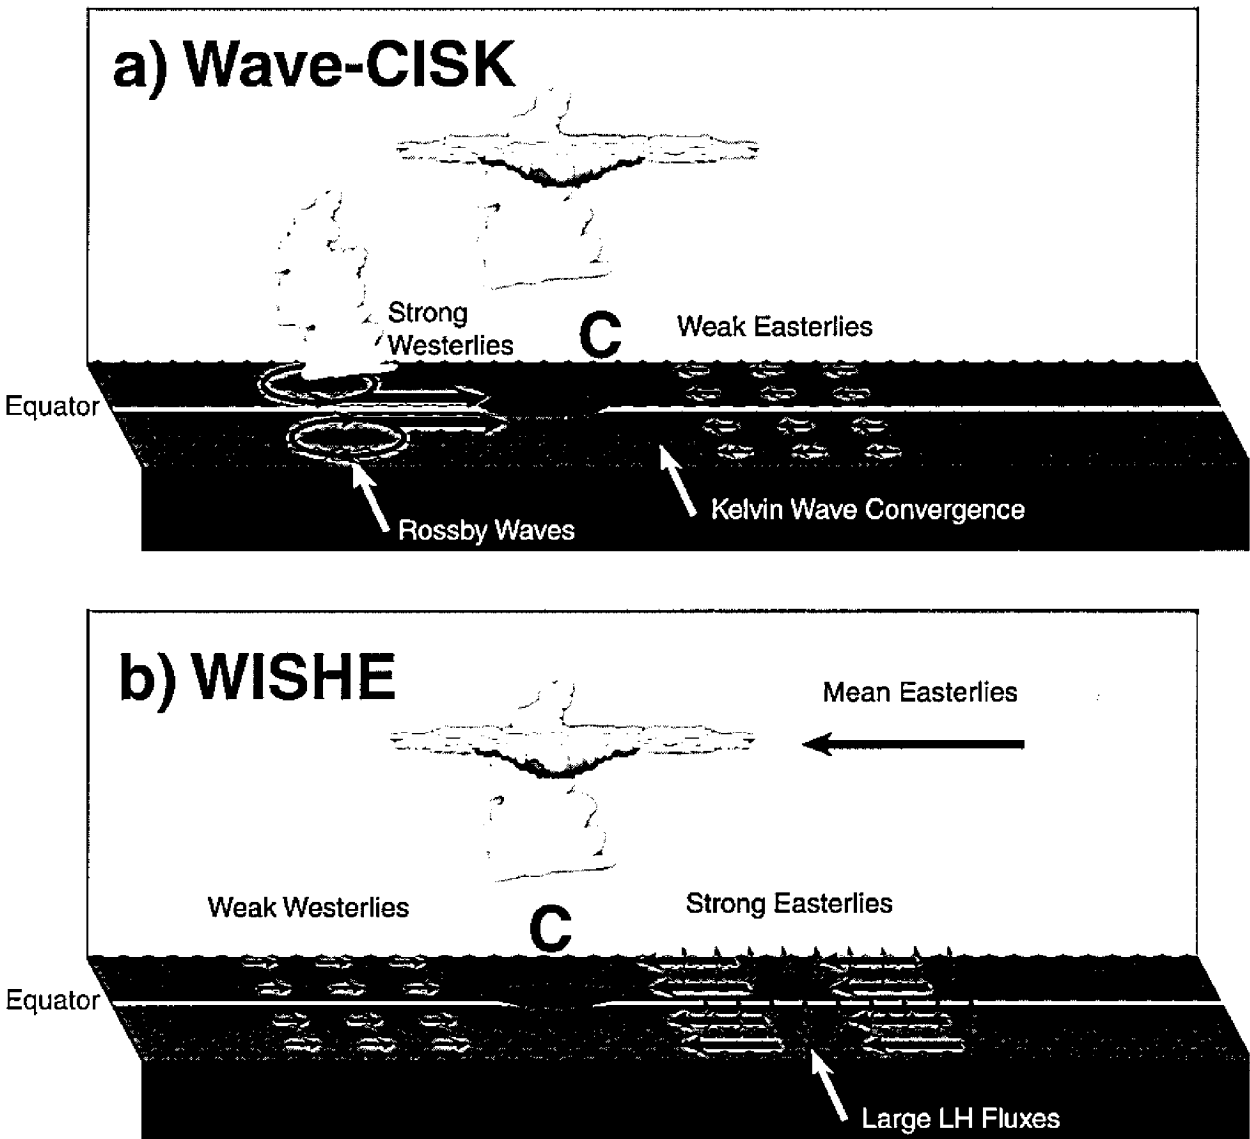 a) Wave-CISK
Strong
Westerlies
C
Weak Easterlies
Equator
Kelvin Wave Convergence
Rossby Waves
b) WISHE
Mean Easterlies
Weak Westerlies
C
Strong Easterlies
Equator
Large LH Fluxes